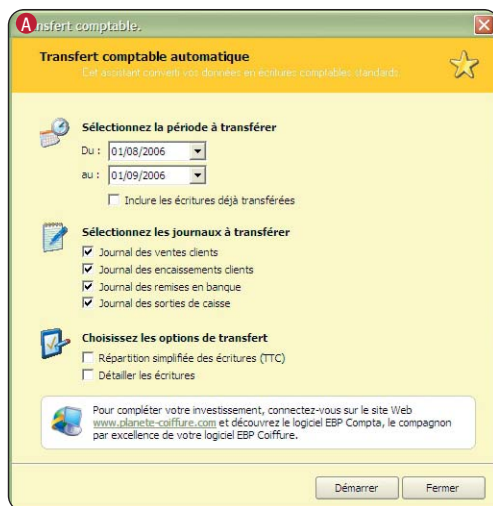 A
nsfert comptable.
Transfert comptable automatique
Cet assistant converti vos données en écritures comptables standards.
Sélectionnez la période à transférer
Du : 01/08/2006
au : 01/09/2006
Inclure les écritures déjà transférées
Sélectionnez les journaux à transférer
Journal des ventes clients
Journal des encaissements clients
Journal des remises en banque
Journal des sorties de caisse
Choisissez les options de transfert
Répartition simplifiée des écritures (TTC)
Détailler les écritures
Pour compléter votre investissement, connectez-vous sur le site Web
www.planete-coiffure.com et découvrez le logiciel EBP Compta, le compagnon
par excellence de votre logiciel EBP Coiffure.
Démarrer Fermer